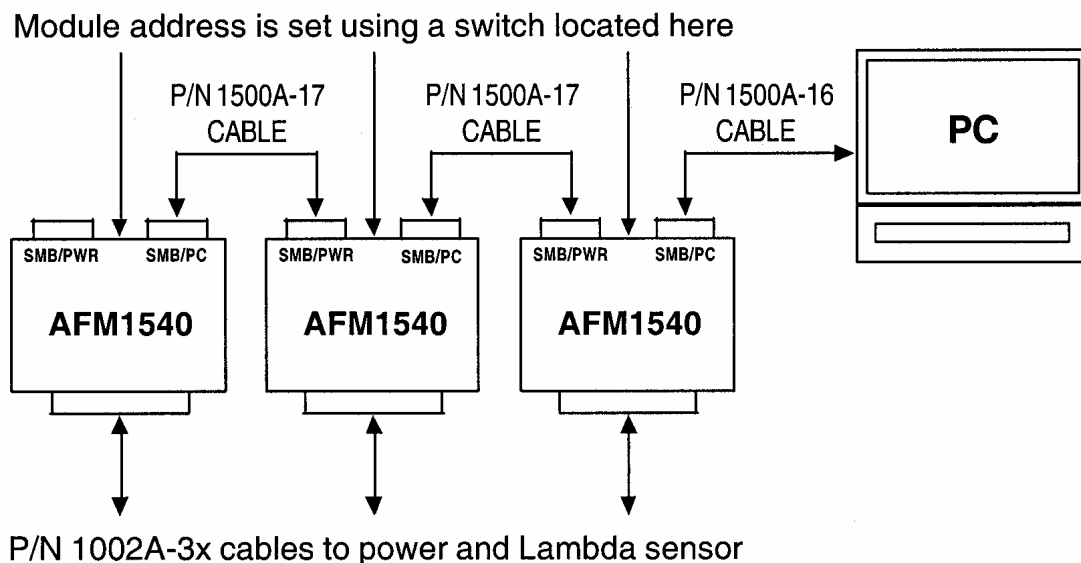 Module address is set using a switch located here
P/N 1500A-17
CABLE
P/N 1500A-17
CABLE
P/N 1500A-16
CABLE
PC
SMB/PWR
SMB/PC
SMB/PWR
SMB/PC
SMB/PWR
SMB/PC
AFM1540
AFM1540
AFM1540
P/N 1002A-3x cables to power and Lambda sensor